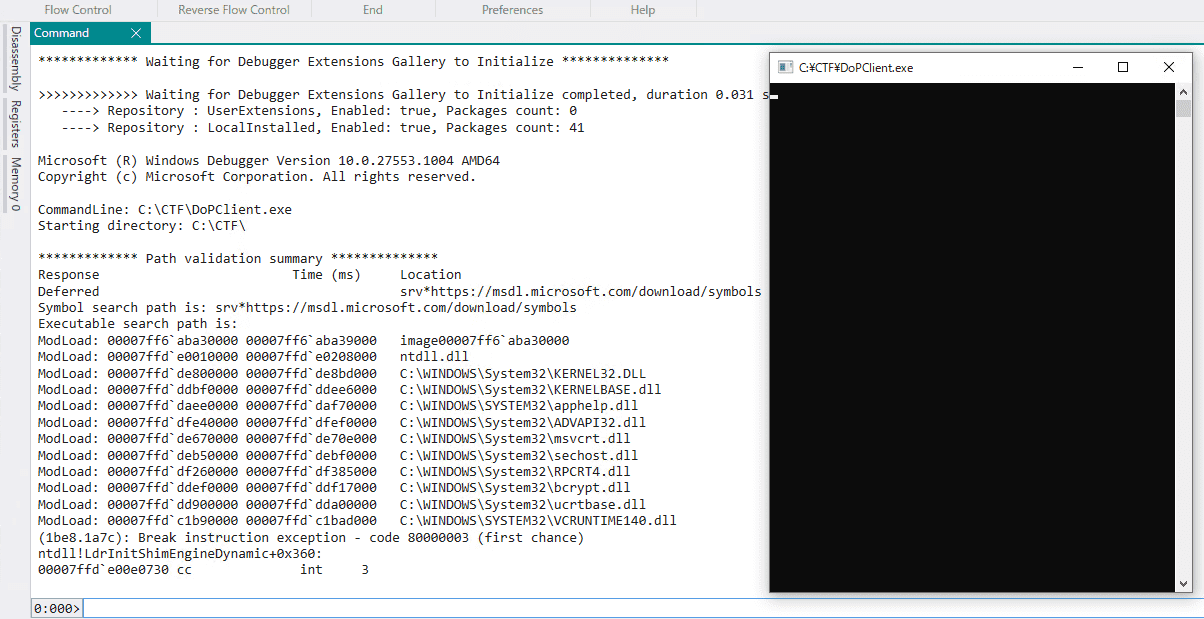 Flow Control Reverse Flow Control End Preferences Help
Command
Disassembly
Registers
Memory 0
************* Waiting for Debugger Extensions Gallery to Initialize **************
>>>>>>>>>>>>> Waiting for Debugger Extensions Gallery to Initialize completed, duration 0.031 s
----> Repository : UserExtensions, Enabled: true, Packages count: 0
----> Repository : LocalInstalled, Enabled: true, Packages count: 41
Microsoft (R) Windows Debugger Version 10.0.27553.1004 AMD64
Copyright (c) Microsoft Corporation. All rights reserved.
CommandLine: C:\CTF\DoPClient.exe
Starting directory: C:\CTF\
************* Path validation summary **************
Response Time (ms) Location
Deferred srv*https://msdl.microsoft.com/download/symbols
Symbol search path is: srv*https://msdl.microsoft.com/download/symbols
Executable search path is:
ModLoad: 00007ff6`aba30000 00007ff6`aba39000 image00007ff6`aba30000
ModLoad: 00007ffd`e0010000 00007ffd`e0208000 ntdll.dll
ModLoad: 00007ffd`de800000 00007ffd`de8bd000 C:\WINDOWS\System32\KERNEL32.DLL
ModLoad: 00007ffd`ddbf0000 00007ffd`ddee6000 C:\WINDOWS\System32\KERNELBASE.dll
ModLoad: 00007ffd`daee0000 00007ffd`daf70000 C:\WINDOWS\SYSTEM32\apphelp.dll
ModLoad: 00007ffd`dfe40000 00007ffd`dfef0000 C:\WINDOWS\System32\ADVAPI32.dll
ModLoad: 00007ffd`de670000 00007ffd`de70e000 C:\WINDOWS\System32\msvcrt.dll
ModLoad: 00007ffd`deb50000 00007ffd`debf0000 C:\WINDOWS\System32\sechost.dll
ModLoad: 00007ffd`df260000 00007ffd`df385000 C:\WINDOWS\System32\RPCRT4.dll
ModLoad: 00007ffd`ddef0000 00007ffd`ddf17000 C:\WINDOWS\System32\bcrypt.dll
ModLoad: 00007ffd`dd900000 00007ffd`dda00000 C:\WINDOWS\System32\ucrtbase.dll
ModLoad: 00007ffd`c1b90000 00007ffd`c1bad000 C:\WINDOWS\SYSTEM32\VCRUNTIME140.dll
(1be8.1a7c): Break instruction exception - code 80000003 (first chance)
ntdll!LdrInitShimEngineDynamic+0x360:
00007ffd`e00e0730 cc int 3
0:000>
C:¥CTF¥DoPClient.exe